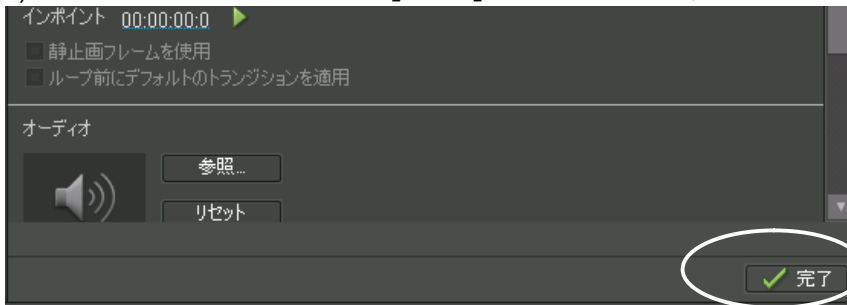 インポイント 00:00:00:0
静止画フレームを使用
ループ前にデフォルトのトランジションを適用
オーディオ
参照...
リセット
完了